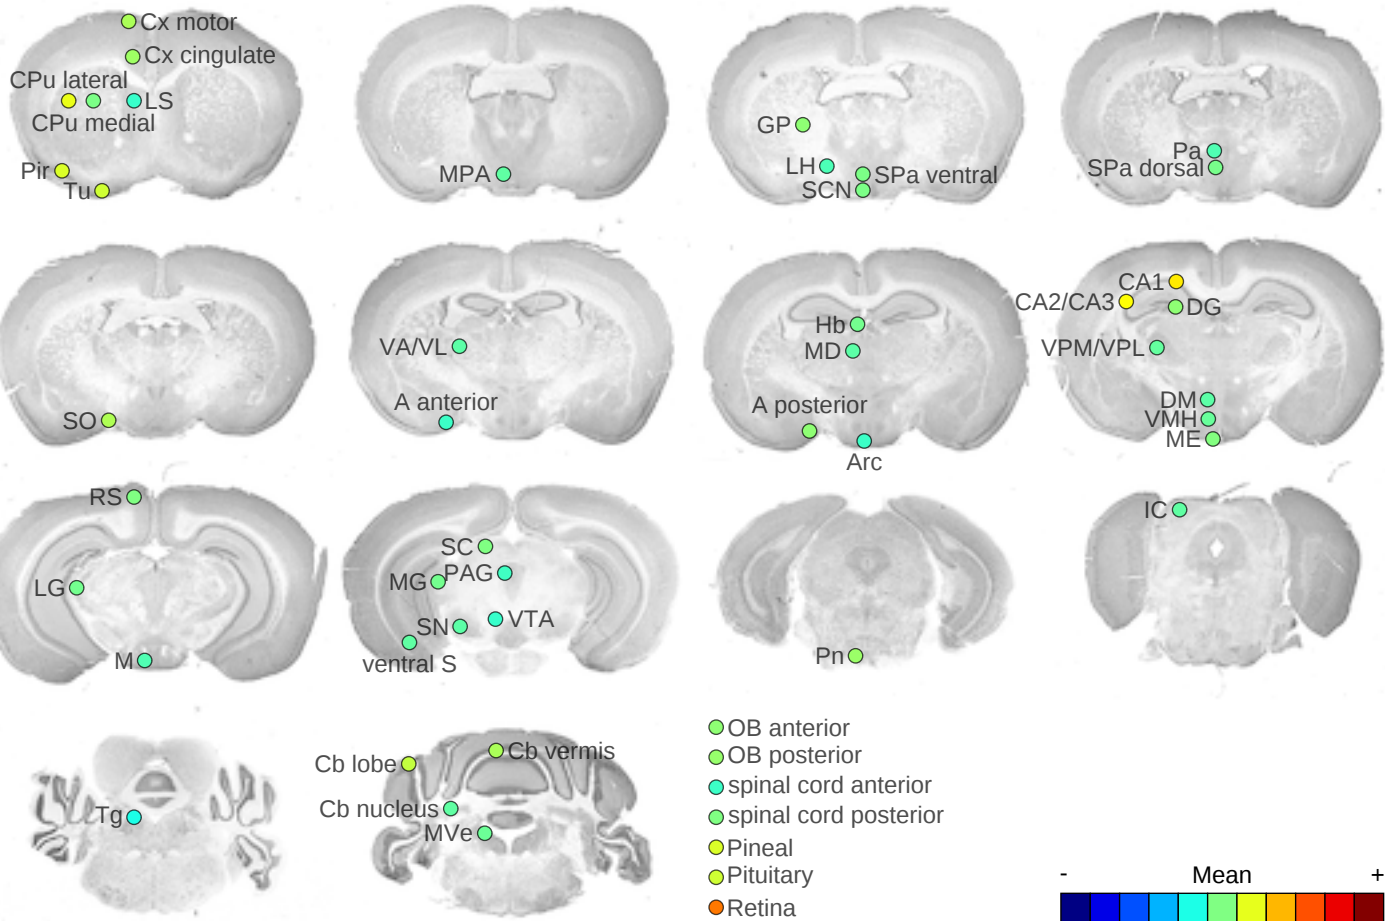 Cx motor
Cx cingulate
CPu lateral
LS
CPu medial
Pir
Tu
MPA
GP
LH
SPa ventral
SCN
Pa
SPa dorsal
SO
VA/VL
A anterior
Hb
MD
A posterior
Arc
CA1
CA2/CA3
DG
VPM/VPL
DM
VMH
ME
RS
LG
M
SC
MG
PAG
SN
VTA
ventral S
Pn
IC
Tg
Cb lobe
Cb vermis
Cb nucleus
MVe
OB anterior
OB posterior
spinal cord anterior
spinal cord posterior
Pineal
Pituitary
Retina
- Mean +